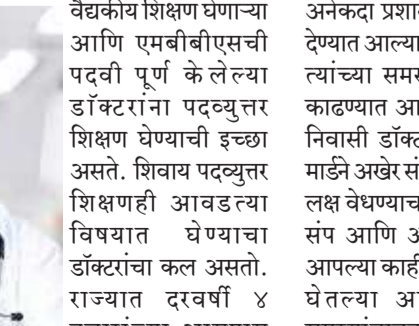 वैद्यकीय शिक्षण घेणाऱ्या
आणि एमबीबीएसची
पदवी पूर्ण केलेल्या
डॉक्टरांना पदव्युत्तर
शिक्षण घेण्याची इच्छा
असते. शिवाय पदव्युत्तर
शिक्षणही आवडत्या
विषयात घेण्याचा
डॉक्टरांचा कल असतो.
राज्यात दरवर्षी ४
अनेकदा
देण्यात आल्या
त्यांच्या
काढण्यात
निवासी
मार्डने अखेर
लक्ष वेधण्याच
संप आणि
आपल्या काही
घेतल्या